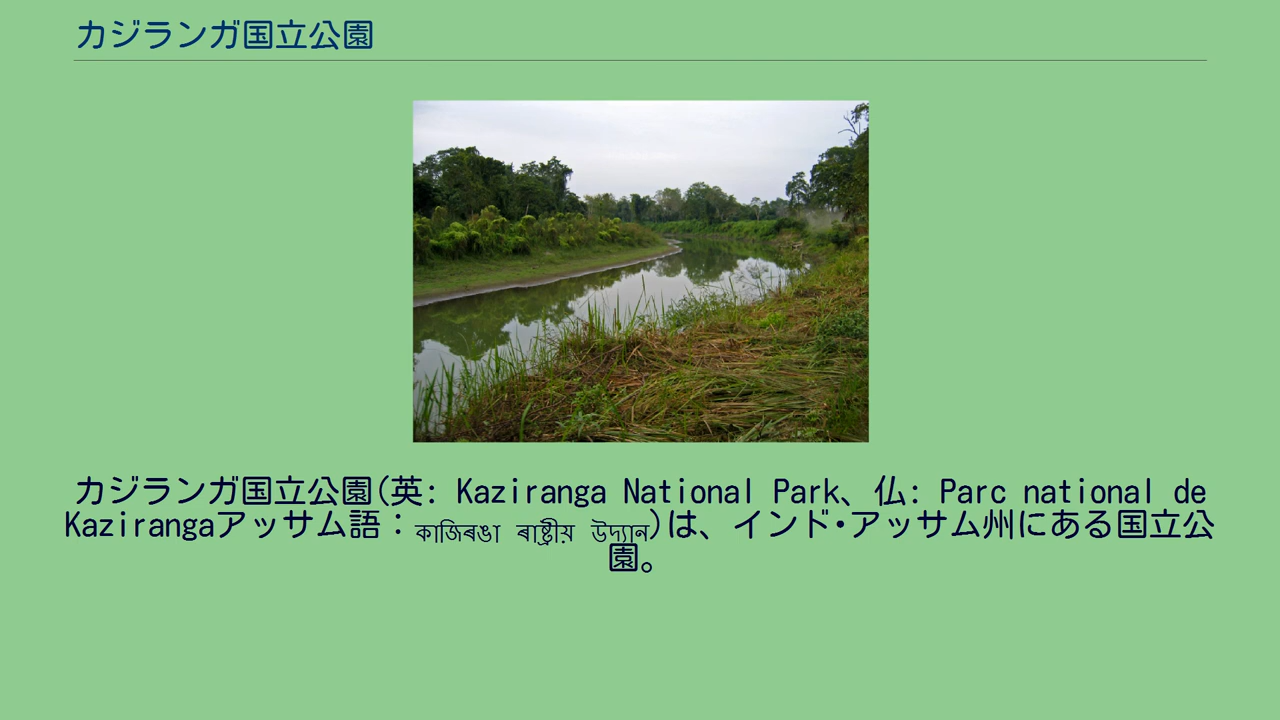 カジランガ国立公園
カジランガ国立公園(英: Kaziranga National Park、仏: Parc national de
Kazirangaアッサム語：কাজিৰঙা ৰাষ্ট্ৰীয় উদ্যান)は、インド・アッサム州にある国立公
園。